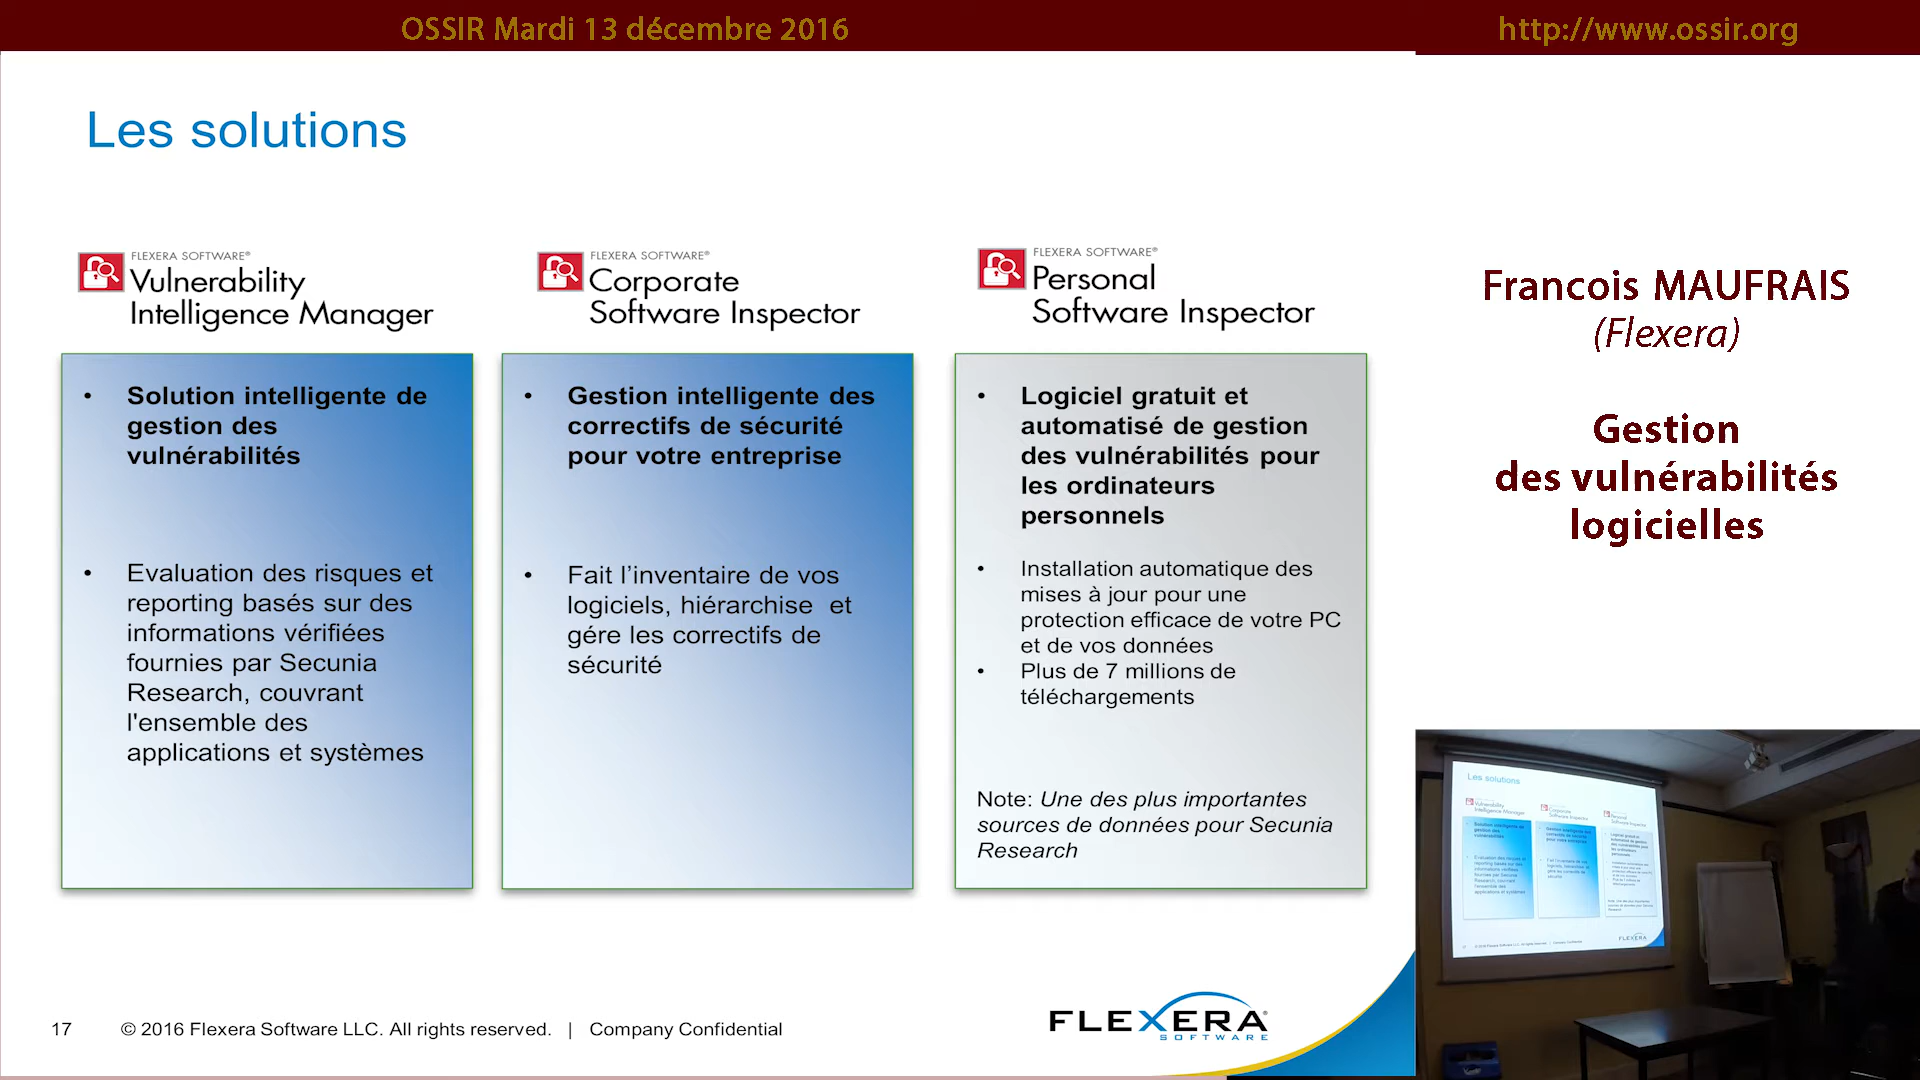 OSSIR Mardi 13 décembre 2016
http://www.ossir.org
Les solutions
FLEXERA SOFTWARE®
Vulnerability
Intelligence Manager
• Solution intelligente de
gestion des
vulnérabilités
• Evaluation des risques et
reporting basés sur des
informations vérifiées
fournies par Secunia
Research, couvrant
l'ensemble des
applications et systèmes
FLEXERA SOFTWARE®
Corporate
Software Inspector
• Gestion intelligente des
correctifs de sécurité
pour votre entreprise
• Fait l’inventaire de vos
logiciels, hiérarchise et
gére les correctifs de
sécurité
FLEXERA SOFTWARE®
Personal
Software Inspector
• Logiciel gratuit et
automatisé de gestion
des vulnérabilités pour
les ordinateurs
personnels
• Installation automatique des
mises à jour pour une
protection efficace de votre PC
et de vos données
• Plus de 7 millions de
téléchargements
Note: Une des plus importantes
sources de données pour Secunia
Research
Francois MAUFRAIS
(Flexera)
Gestion
des vulnérabilités
logicielles
17 © 2016 Flexera Software LLC. All rights reserved. | Company Confidential
FLEXERA®
SOFTWARE
Les solutions